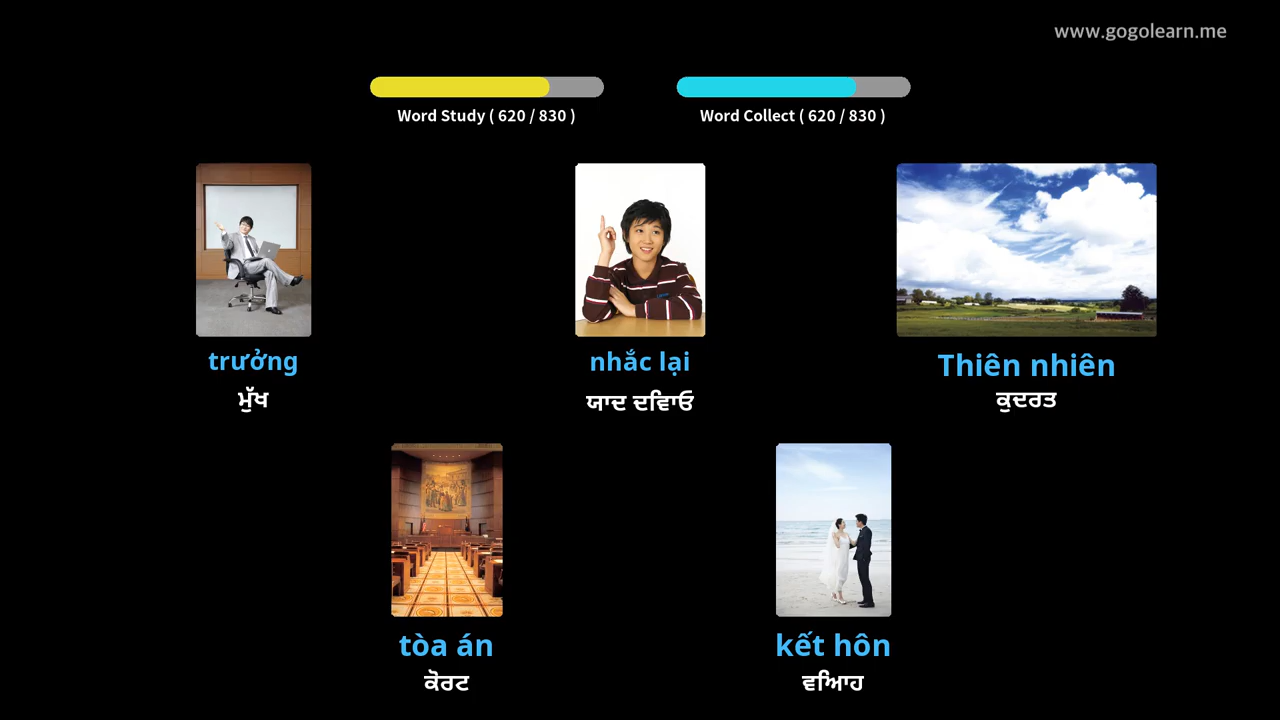 www.gogolearn.me
Word Study ( 620 / 830 )
Word Collect ( 620 / 830 )
trưởng
ਮੁੱਖ
nhắc lại
ਯਾਦ ਦਵਿਾਓ
Thiên nhiên
ਕੁਦਰਤ
tòa án
ਕੋਰਟ
kết hôn
ਵਆਿਹ